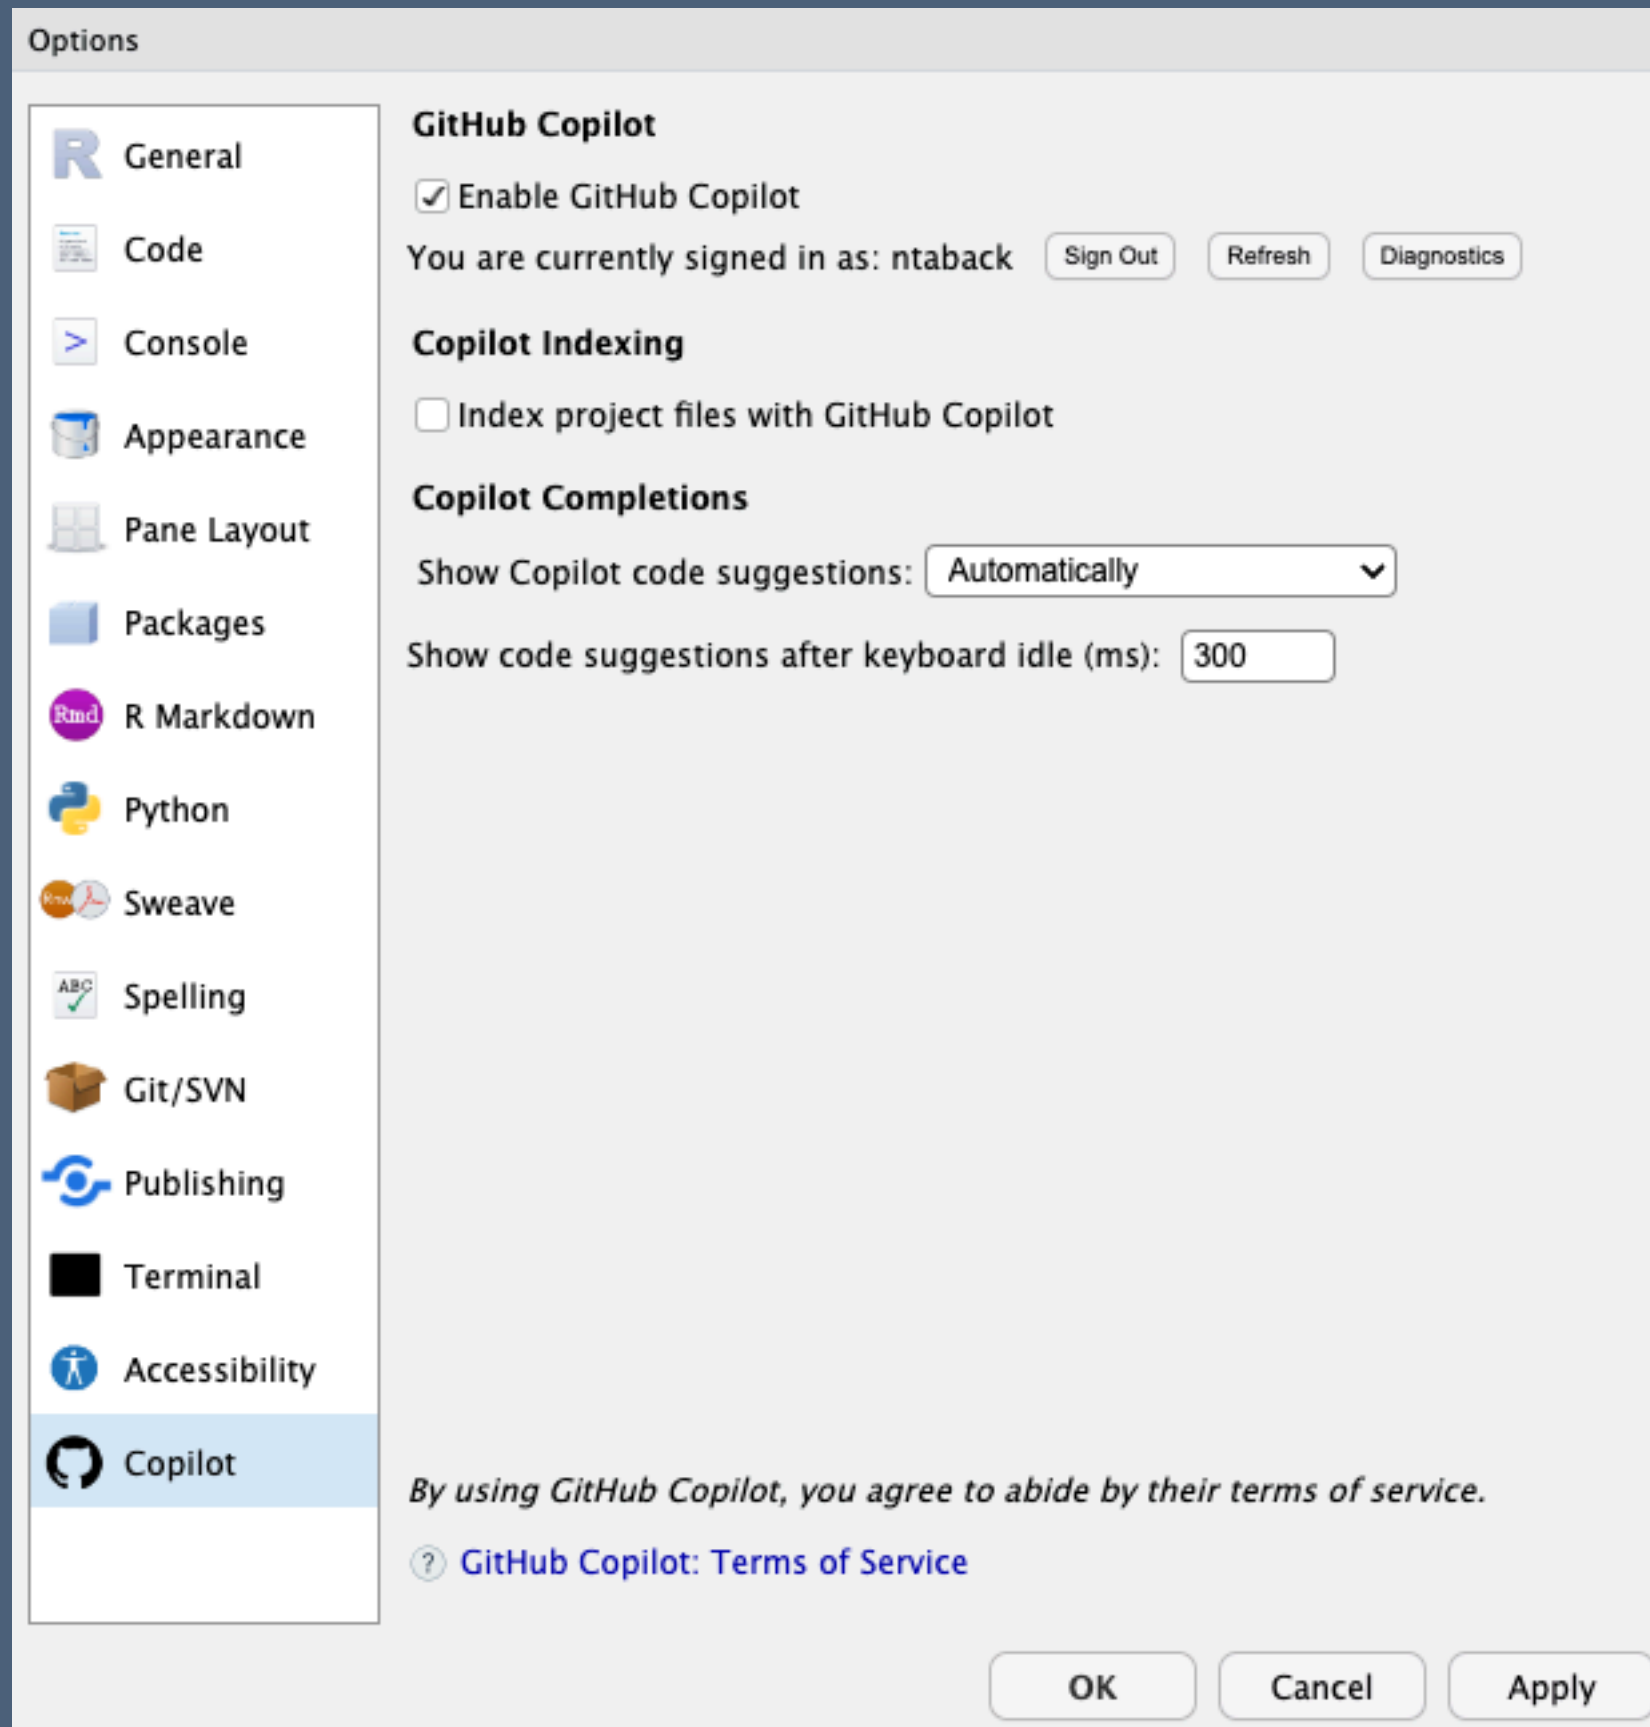 Options
General
Code
Console
Appearance
Pane Layout
Packages
Rmd R Markdown
Python
Rnw Sweave
ABC Spelling
Git/SVN
Publishing
Terminal
Accessibility
Copilot
GitHub Copilot
Enable GitHub Copilot
You are currently signed in as: ntaback Sign Out Refresh Diagnostics
Copilot Indexing
Index project files with GitHub Copilot
Copilot Completions
Show Copilot code suggestions: Automatically
Show code suggestions after keyboard idle (ms): 300
By using GitHub Copilot, you agree to abide by their terms of service.
? GitHub Copilot: Terms of Service
OK Cancel Apply